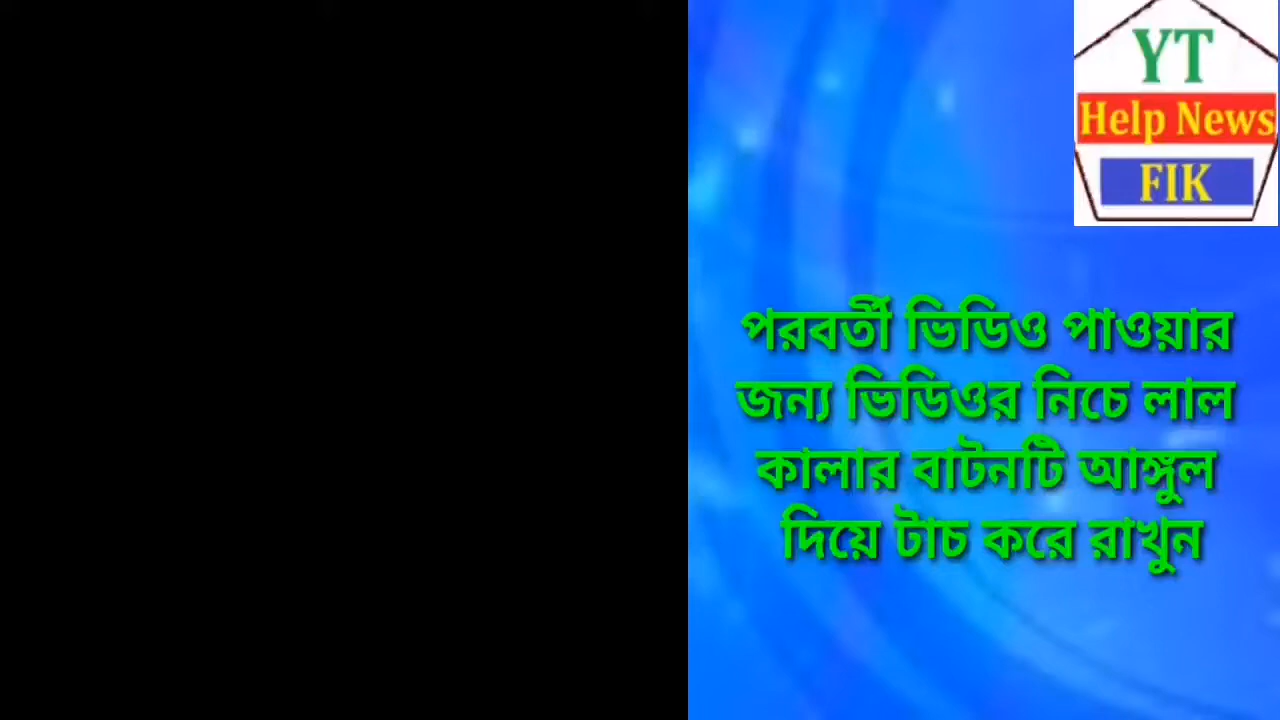 YT
Help News
FIK
পরবর্তী ভিডিও পাওয়ার
জন্য ভিডিওর নিচে লাল
কালার বাটনটি আঙ্গুল
দিয়ে টাচ করে রাখুন